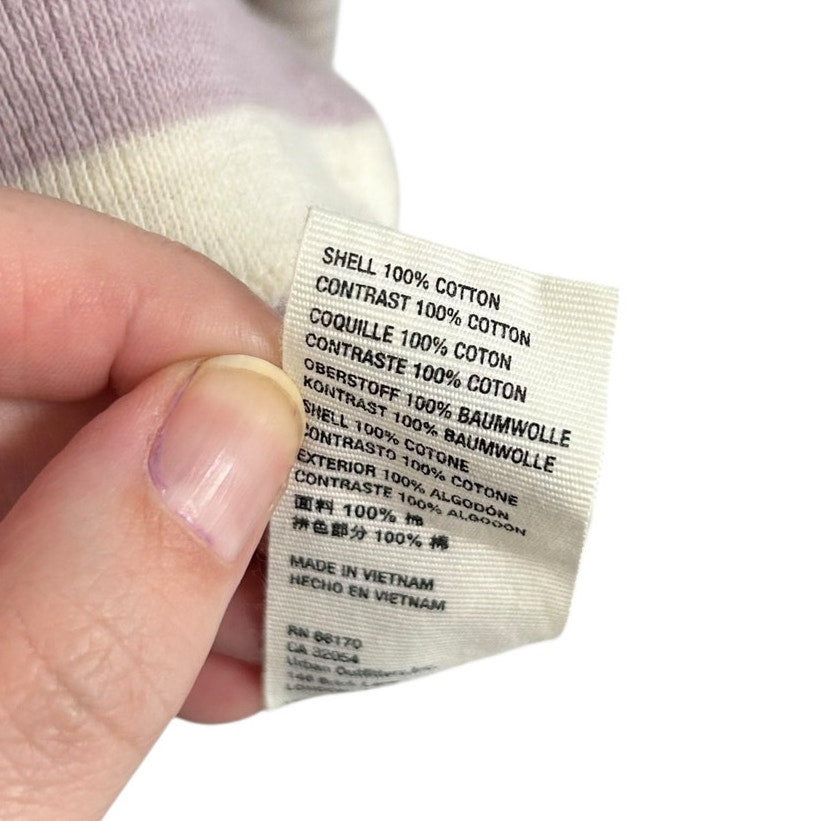 SHELL 100% COTTON
CONTRAST 100% COTTON
COQUILLE 100% COTON
CONTRASTE 100% COTON
OBERSTOFF 100% BAUMWOLLE
KONTRAST 100% BAUMWOLLE
SHELL 100% COTONE
CONTRASTO 100% COTONE
EXTERIOR 100% ALGODÓN
CONTRASTE 100% ALGODÓN
面料 100% 棉
拼色部分 100% 棉
MADE IN VIETNAM
HECHO EN VIETNAM
RN 66170
CA 32054
Urban Outfitters